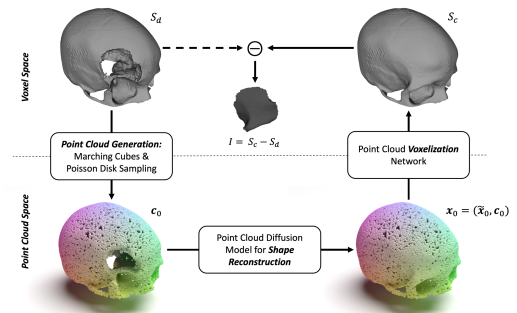 S_d
S_c
Voxel Space
I = S_c − S_d
Point Cloud Generation:
Marching Cubes &
Poisson Disk Sampling
Point Cloud Voxelization
Network
Point Cloud Space
c_0
x_0 = (x̃_0, c_0)
Point Cloud Diffusion
Model for Shape
Reconstruction